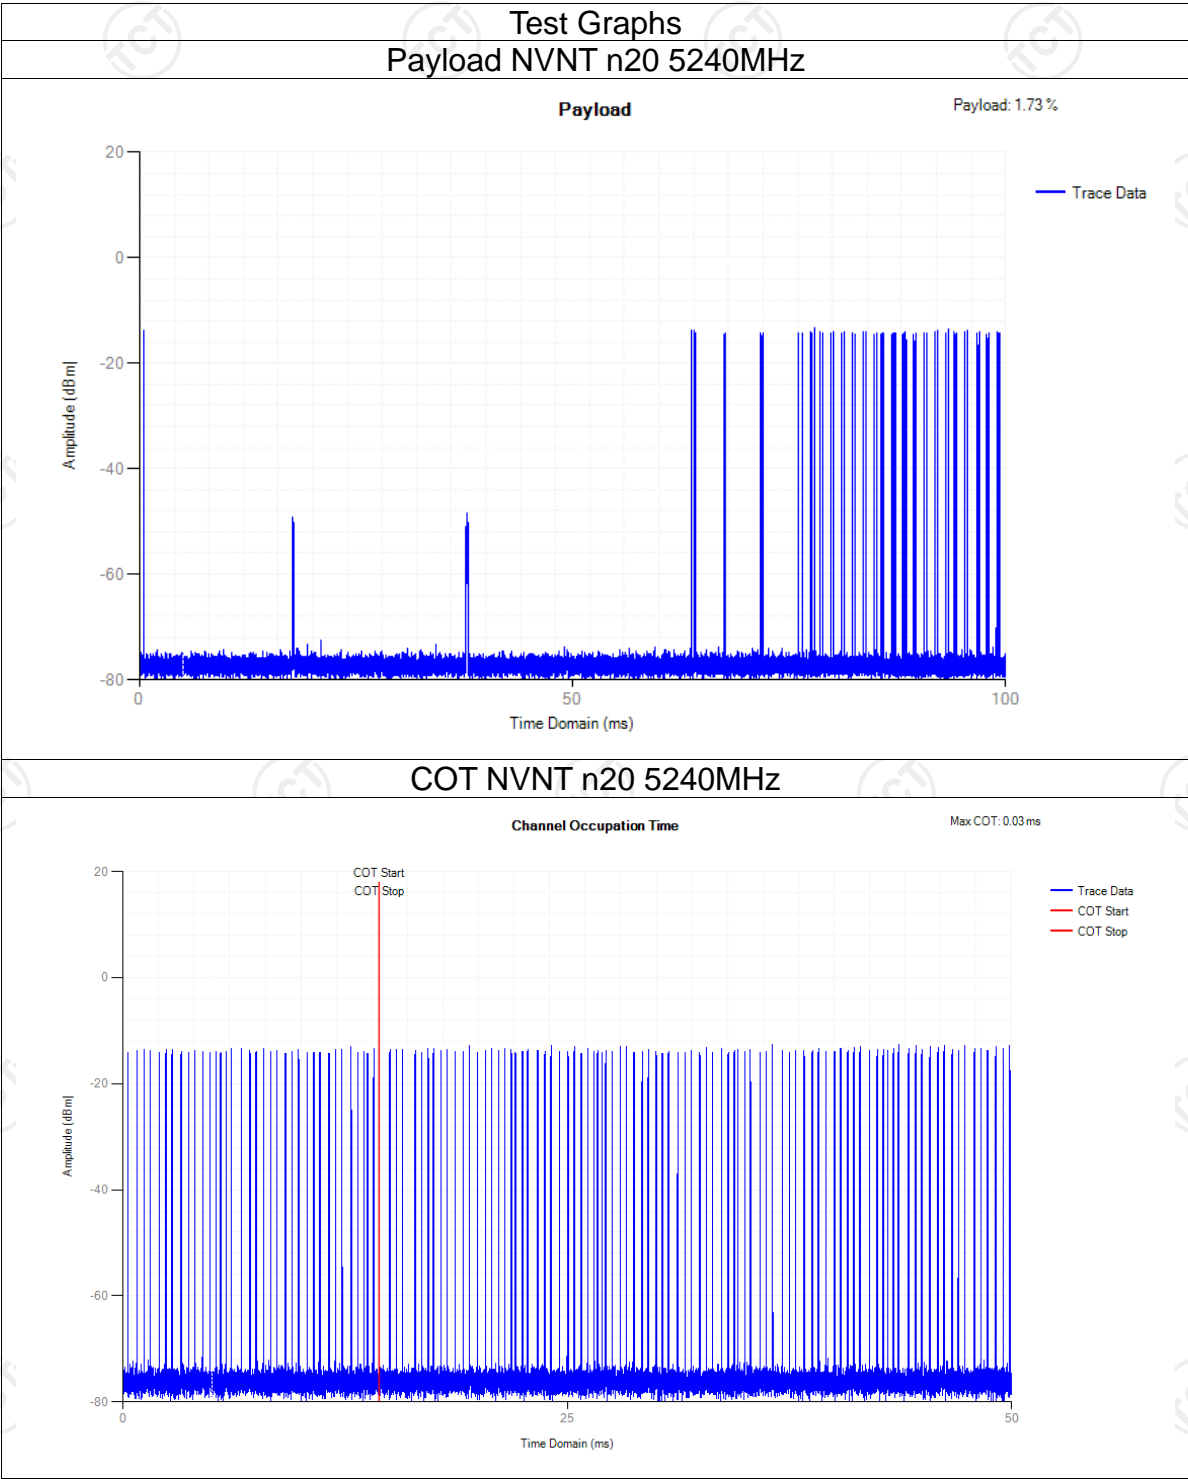 Test Graphs
Payload NVNT n20 5240MHz
Payload
Payload: 1.73 %
20
0
-20
-40
-60
-80
Amplitude (dBm)
Trace Data
0
50
100
Time Domain (ms)
COT NVNT n20 5240MHz
Channel Occupation Time
Max COT: 0.03 ms
COT Start
COT Stop
20
0
-20
-40
-60
-80
Amplitude (dBm)
Trace Data
COT Start
COT Stop
0
25
50
Time Domain (ms)